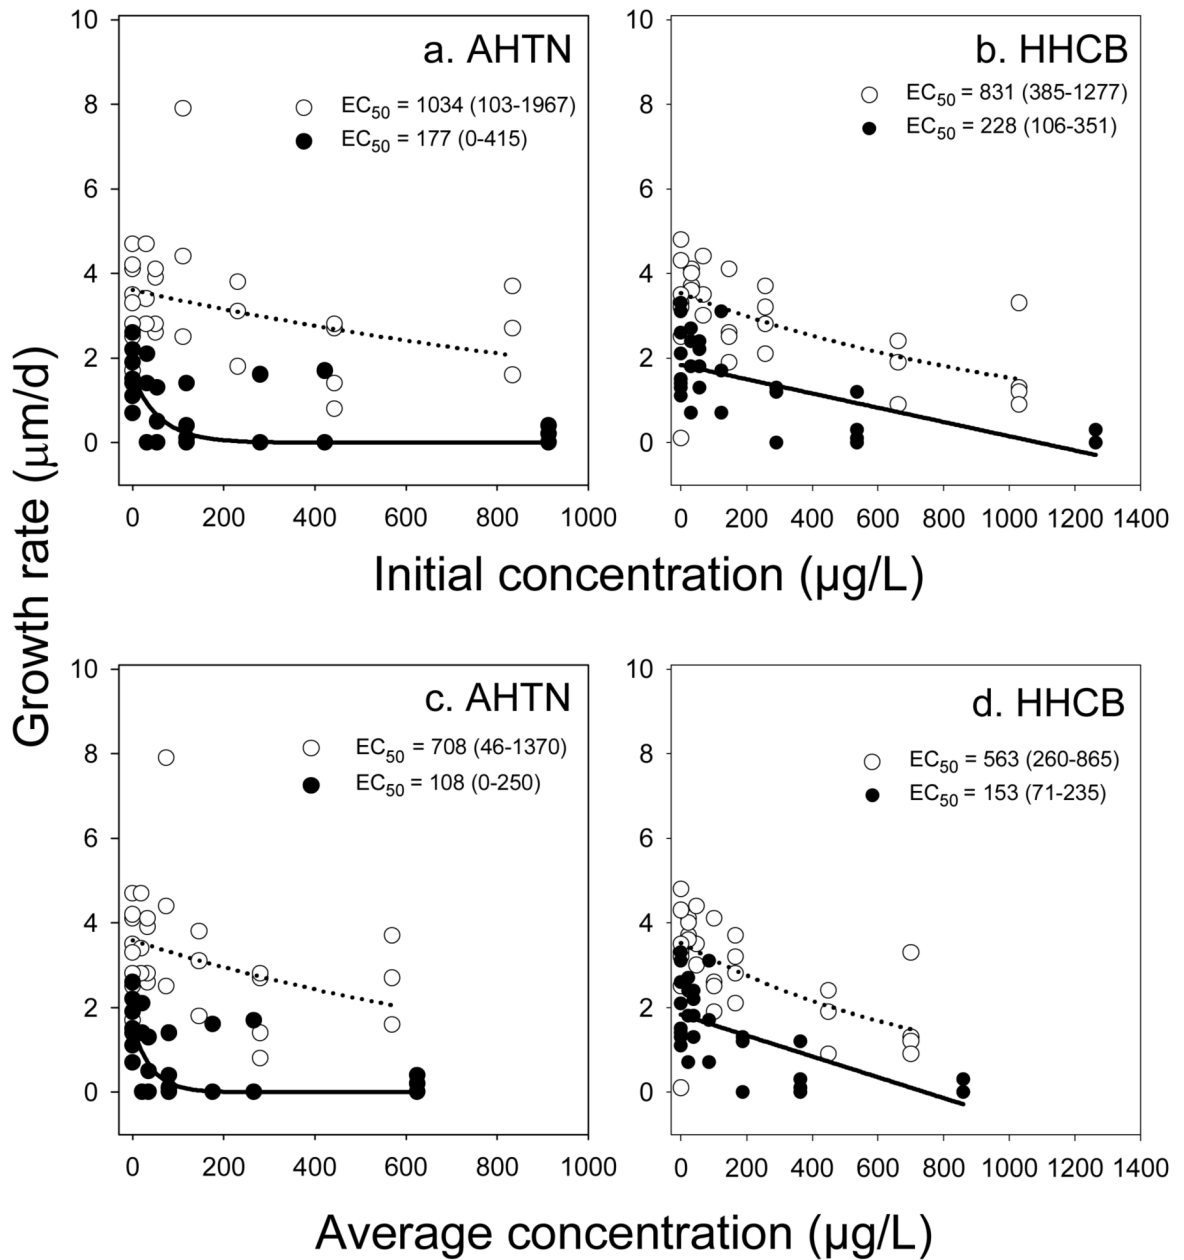 Growth rate (μm/d)
a. AHTN
EC50 = 1034 (103-1967)
EC50 = 177 (0-415)
10
8
6
4
2
0
0 200 400 600 800 1000
b. HHCB
EC50 = 831 (385-1277)
EC50 = 228 (106-351)
10
8
6
4
2
0
0 200 400 600 800 1000 1200 1400
Initial concentration (μg/L)
c. AHTN
EC50 = 708 (46-1370)
EC50 = 108 (0-250)
10
8
6
4
2
0
0 200 400 600 800 1000
d. HHCB
EC50 = 563 (260-865)
EC50 = 153 (71-235)
10
8
6
4
2
0
0 200 400 600 800 1000 1200 1400
Average concentration (μg/L)